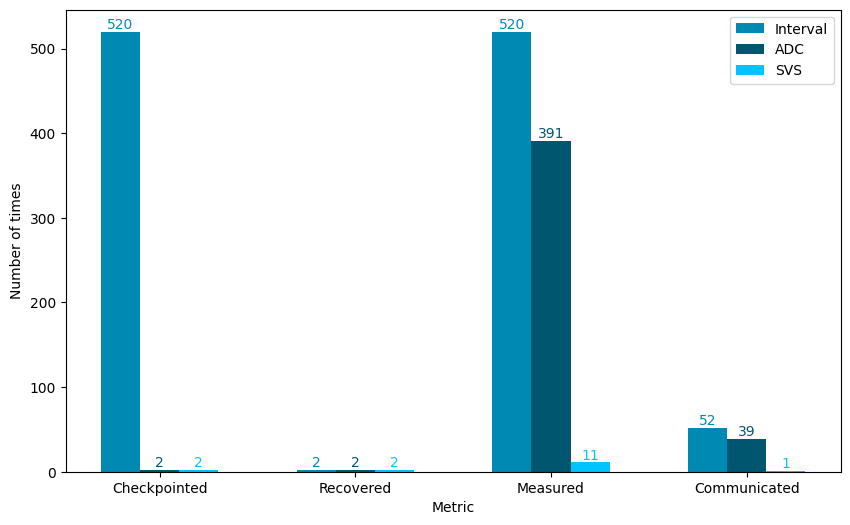 520
520
Interval
ADC
SVS
500
400
391
Number of times
300
200
100
52
39
11
2
2
2
2
2
1
0
Checkpointed
Recovered
Measured
Communicated
Metric